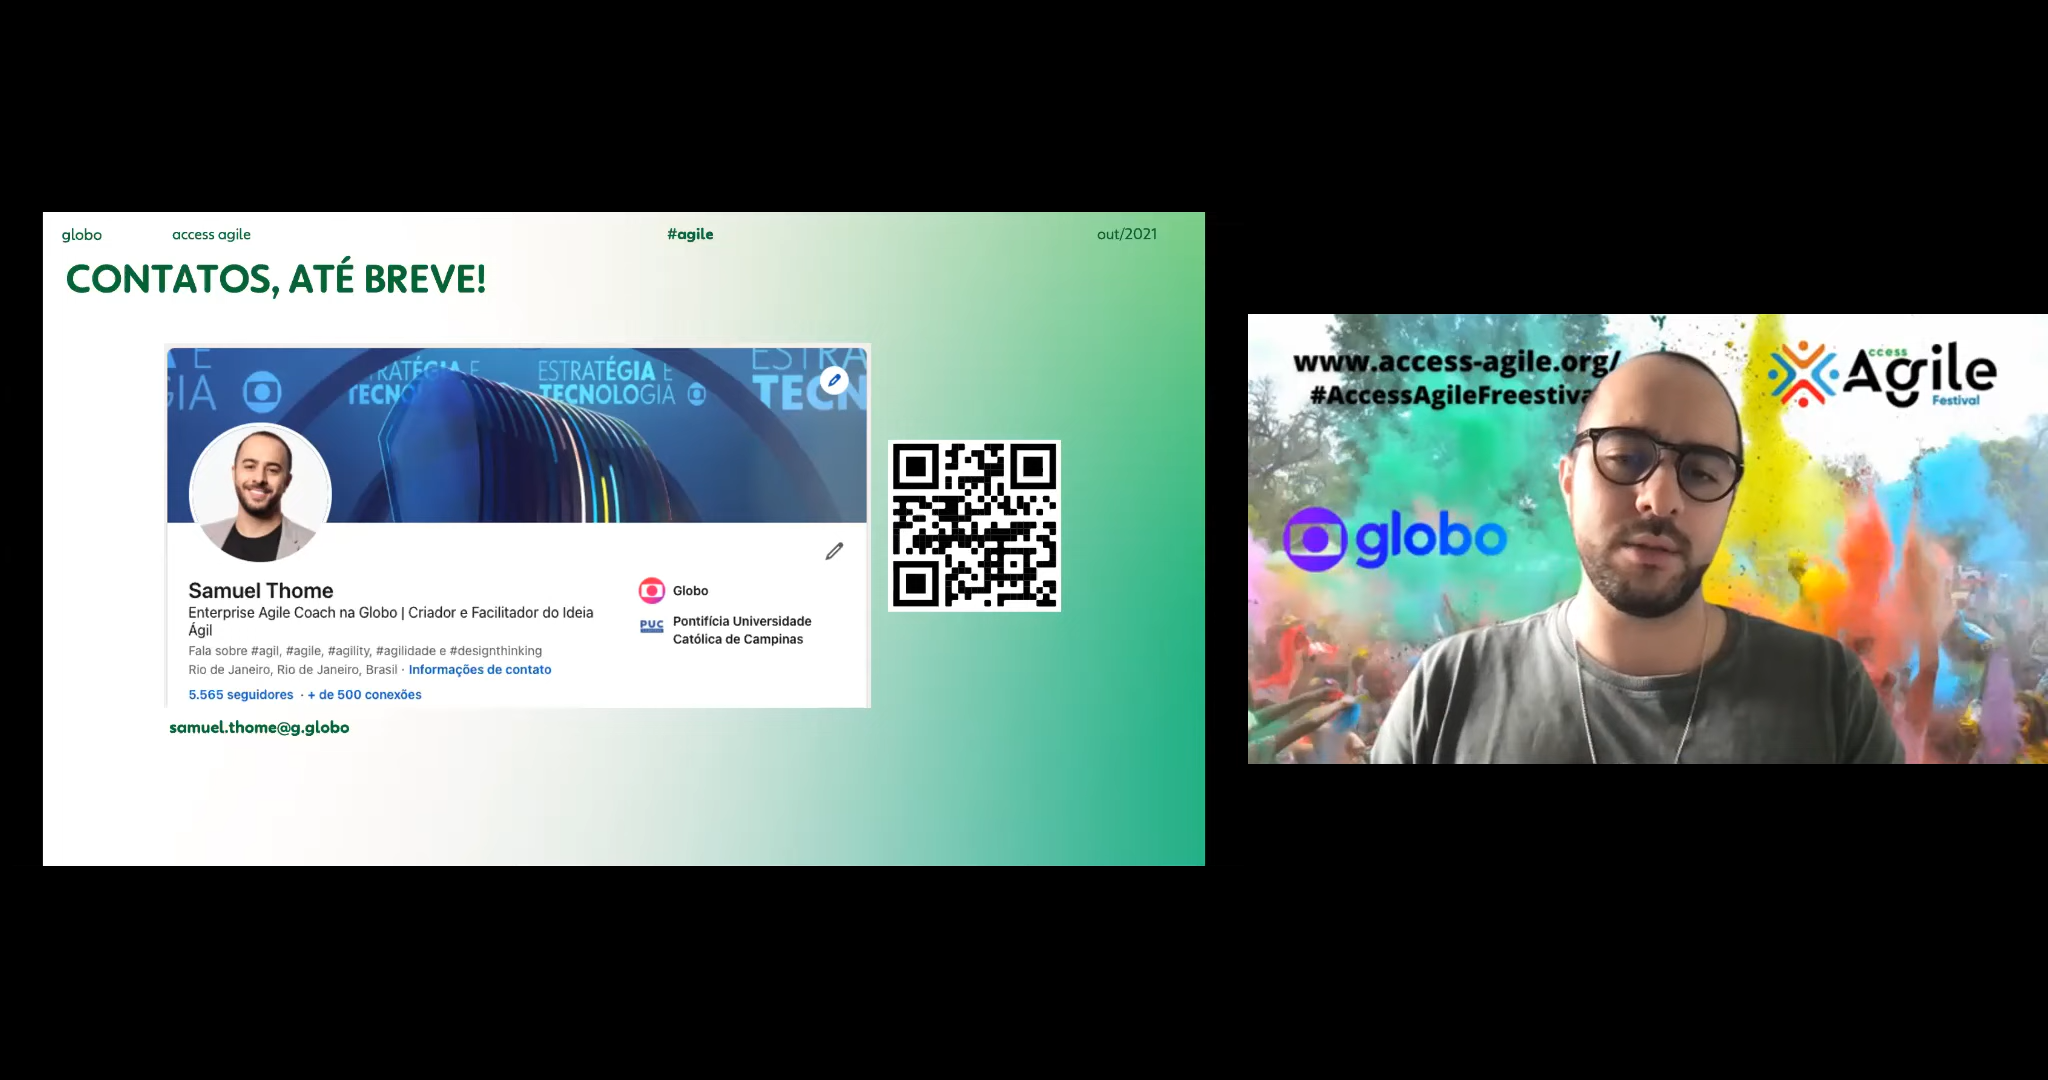 globo
access agile
#agile
out/2021
CONTATOS, ATÉ BREVE!
ESTRATÉGIA E
TECNOLOGIA
Samuel Thome
Enterprise Agile Coach na Globo | Criador e Facilitador do Ideia
Ágil
Fala sobre #agil, #agile, #agility, #agilidade e #designthinking
Rio de Janeiro, Rio de Janeiro, Brasil · Informações de contato
5.565 seguidores · + de 500 conexões
Globo
PUC
Pontifícia Universidade
Católica de Campinas
samuel.thome@g.globo
www.access-agile.org/
#AccessAgileFreestiva
ccess
Agile
Festival
globo